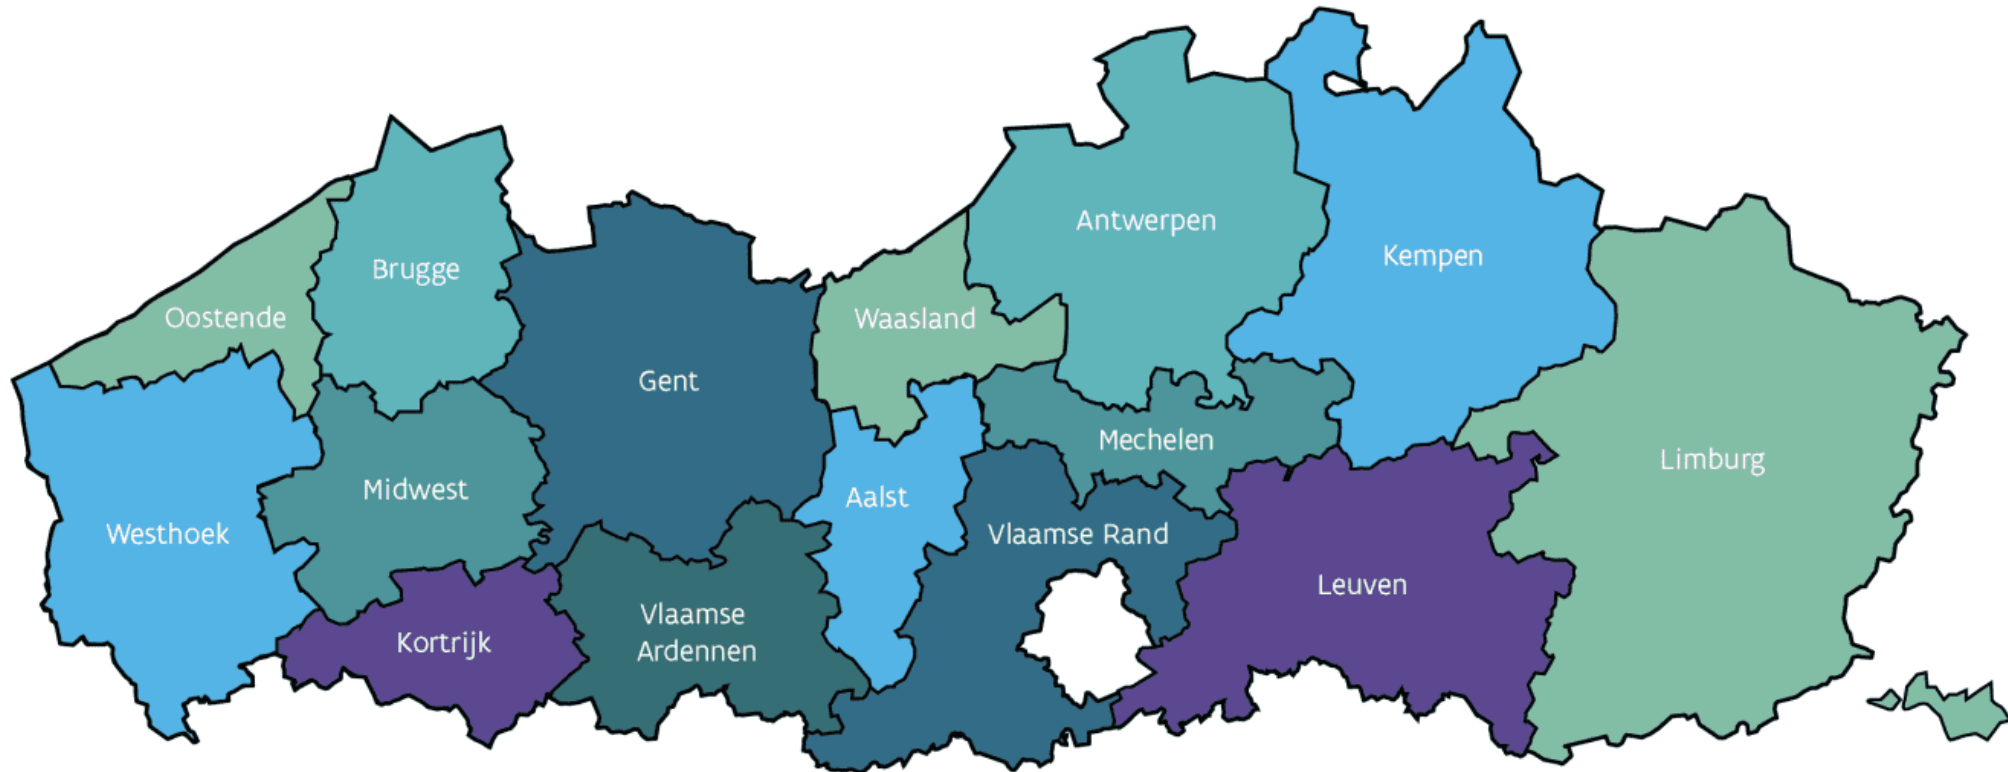 Antwerpen
Kempen
Brugge
Oostende
Waasland
Gent
Mechelen
Limburg
Midwest
Aalst
Westhoek
Vlaamse Rand
Leuven
Vlaamse
Ardennen
Kortrijk